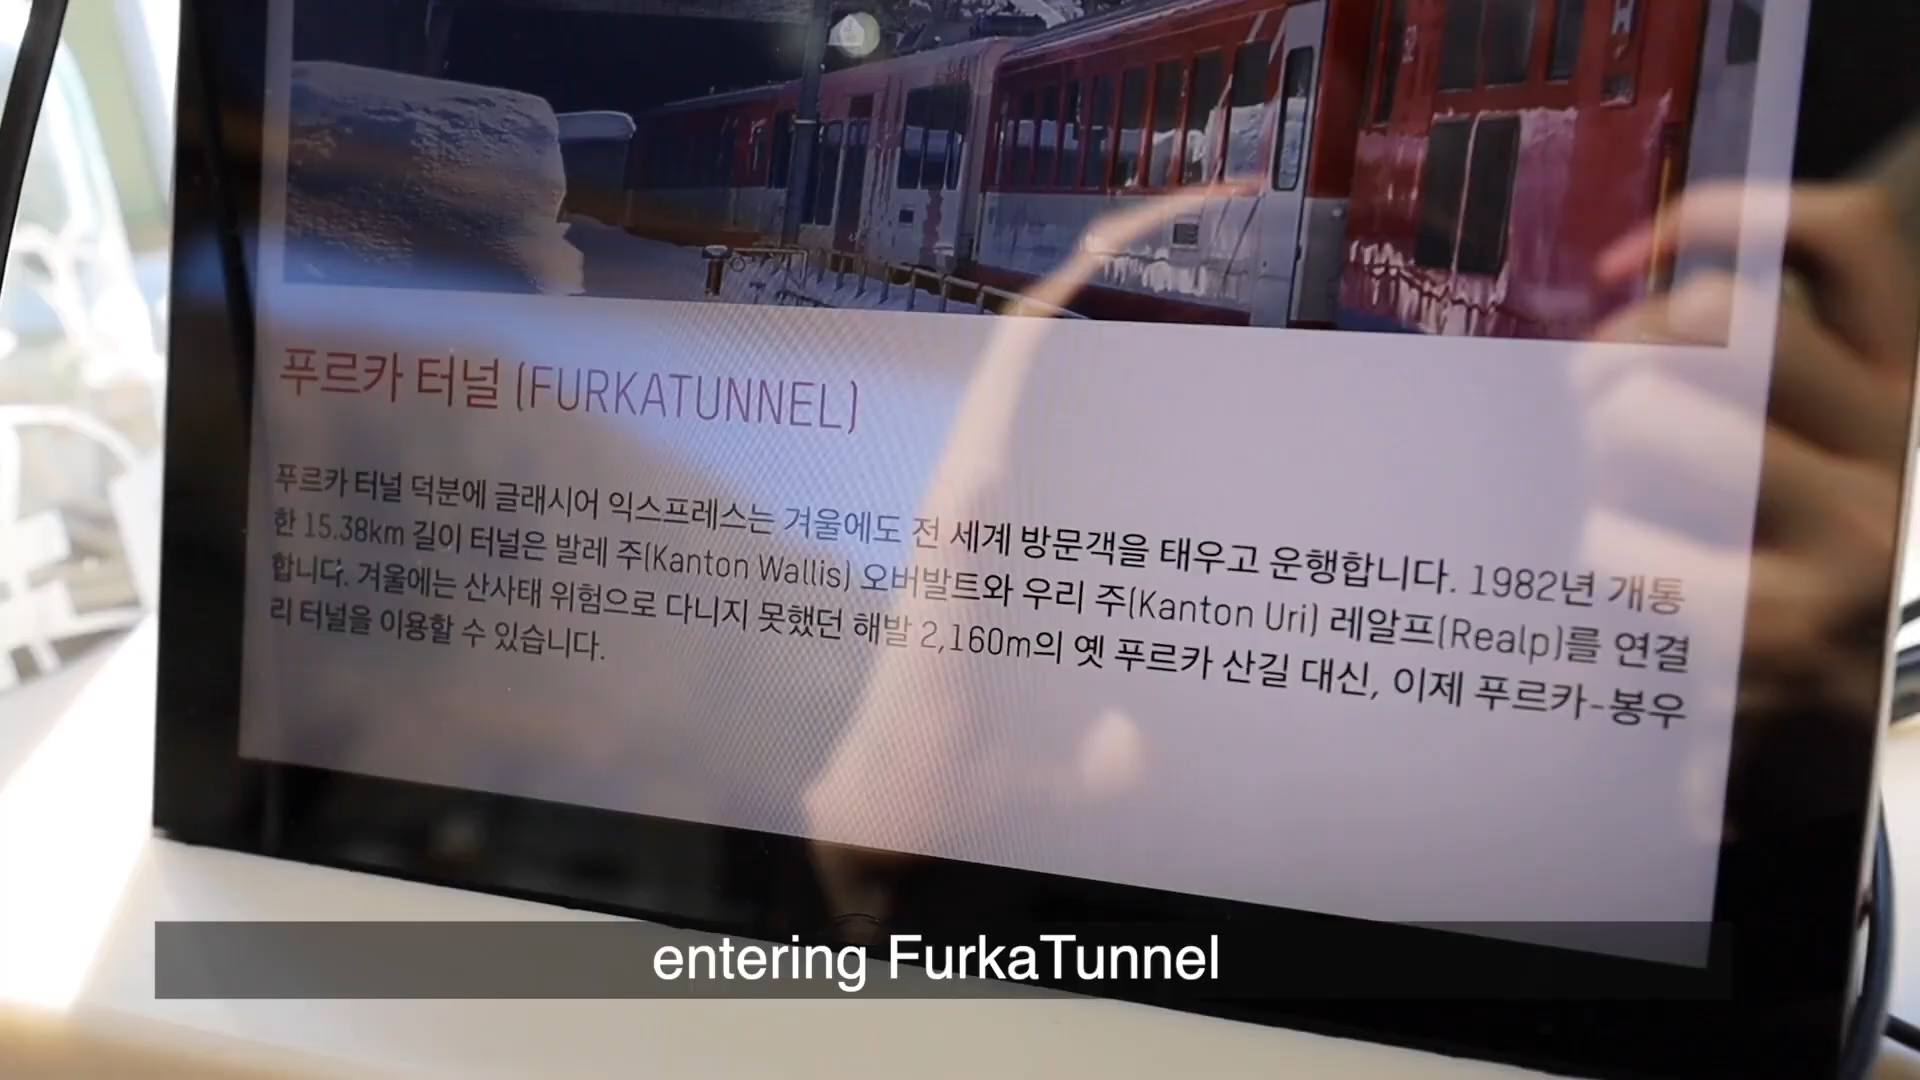 푸르카 터널 (FURKATUNNEL)
푸르카 터널 덕분에 글래시어 익스프레스는 겨울에도 전 세계 방문객을 태우고 운행합니다. 1982년 개통
한 15.38km 길이 터널은 발레 주(Kanton Wallis) 오버발트와 우리 주(Kanton Uri) 레알프(Realp)를 연결
합니다. 겨울에는 산사태 위험으로 다니지 못했던 해발 2,160m의 옛 푸르카 산길 대신, 이제 푸르카-봉우
리 터널을 이용할 수 있습니다.
entering FurkaTunnel